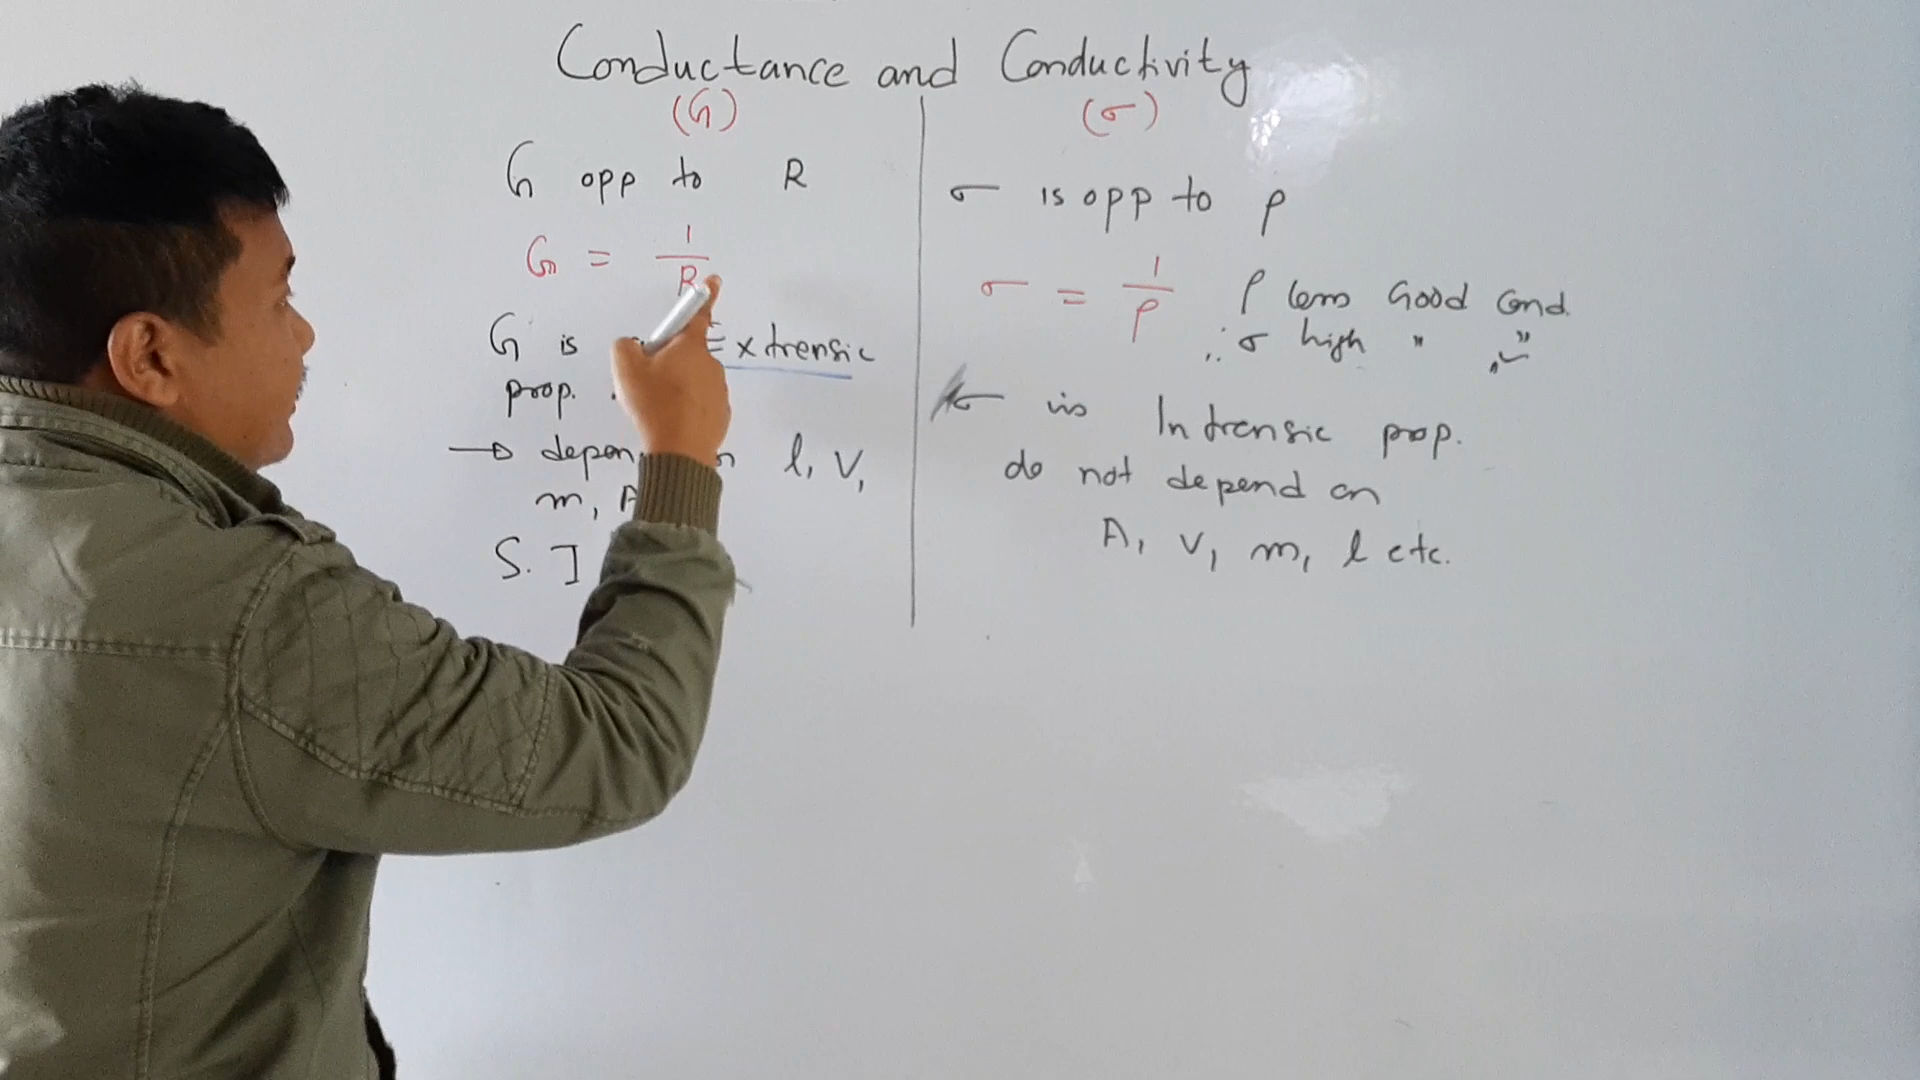 Conductance and Conductivity
(G) (σ)
G opp to R
G = 1/R
G is Extrensic
prop.
→ depen l, V,
m, A
S. I
σ is opp to ρ
σ = 1/ρ ρ less Good Cond.
∴ σ high " "
σ is Intrensic prop.
do not depend on
A, V, m, l etc.